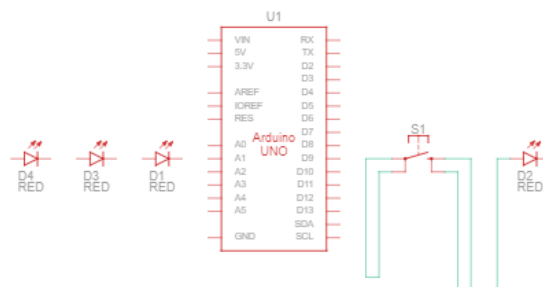 U1
VIN
5V
3.3V
AREF
IOREF
RES
A0
A1
A2
A3
A4
A5
GND
Arduino
UNO
RX
TX
D2
D3
D4
D5
D6
D7
D8
D9
D10
D11
D12
D13
SDA
SCL
D4
RED
D3
RED
D1
RED
S1
D2
RED